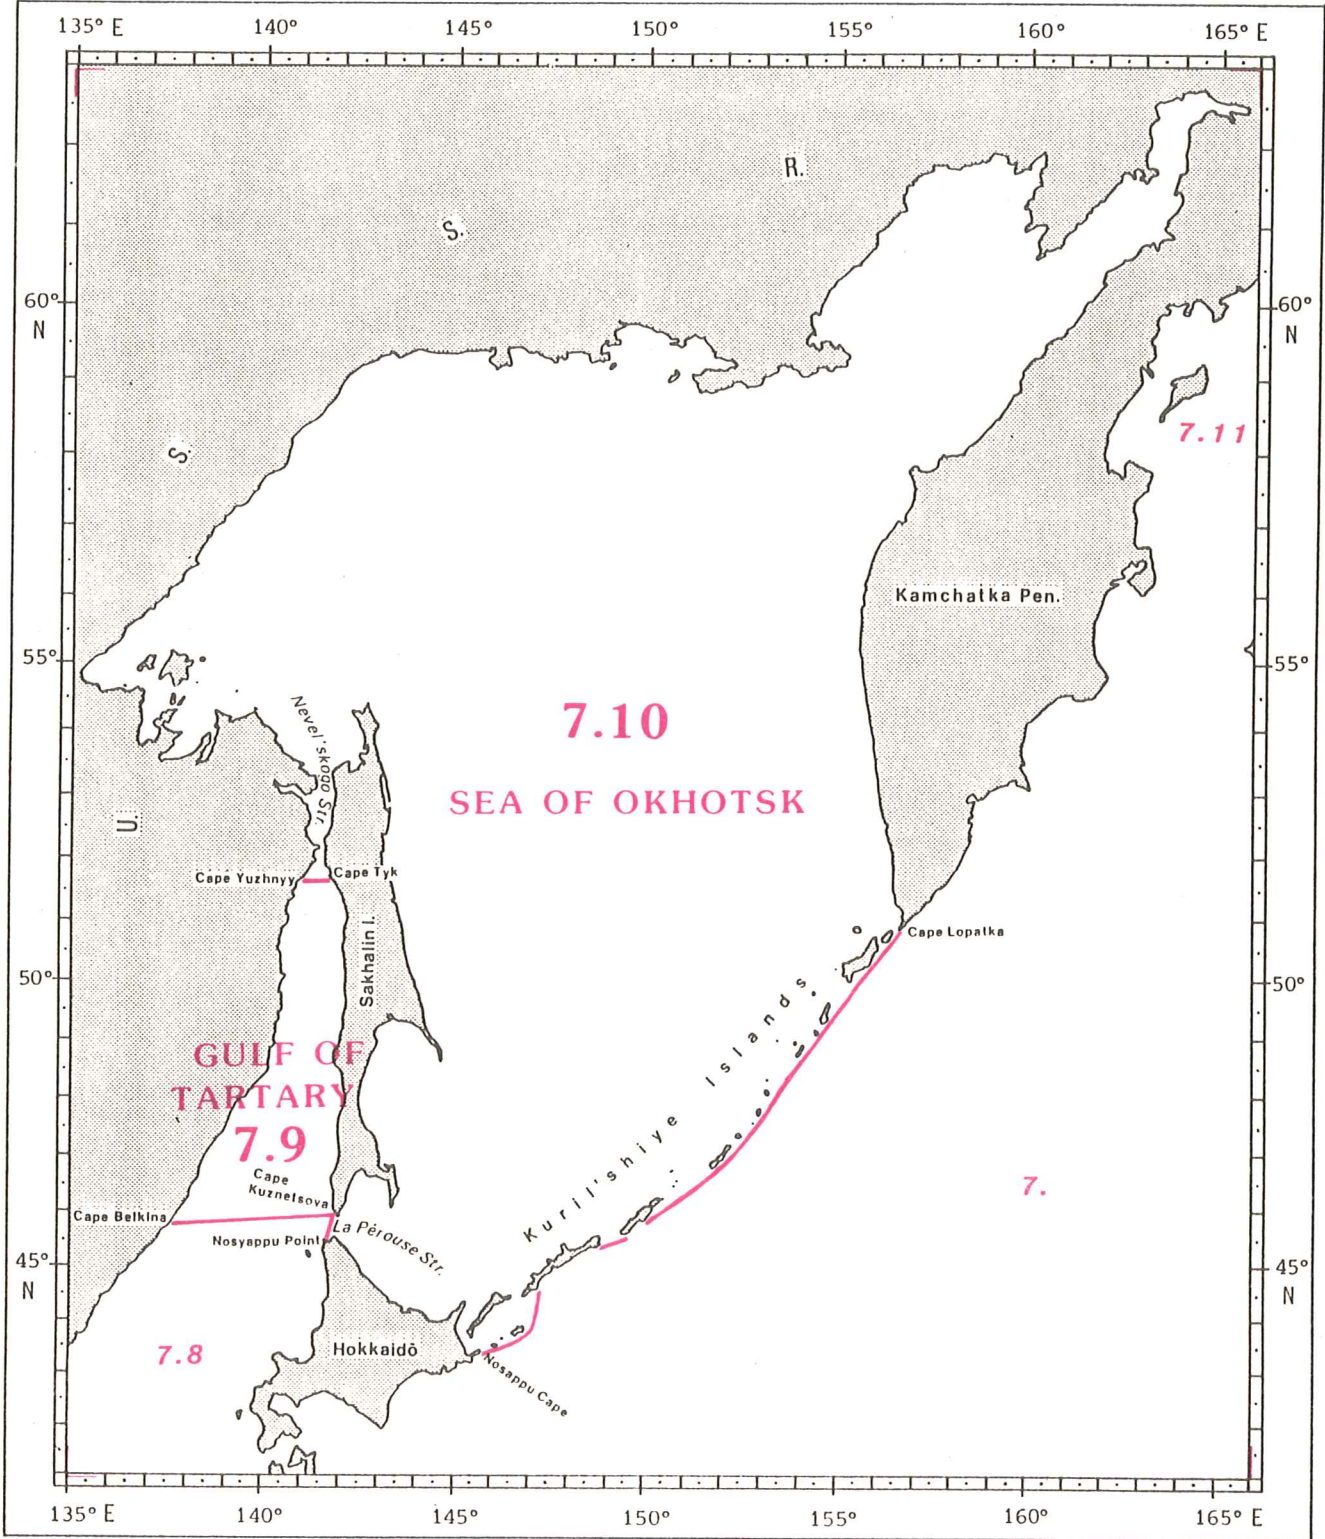 135° E 140° 145° 150° 155° 160° 165° E
R.
S.
60° 60°
N N
S.
7.11
Kamchatka Pen.
55° 55°
Nevel'skogo Str.
7.10
SEA OF OKHOTSK
U.
Cape Yuzhnyy Cape Tyk
Cape Lopatka
Sakhalin I.
50° 50°
Kuril'shiye Islands
GULF OF
TARTARY
7.9
Cape
Kuznetsova
7.
Cape Belkina
La Pérouse Str.
Nosyappu Point
45° 45°
N N
7.8
Hokkaidō
Nosappu Cape
135° E 140° 145° 150° 155° 160° 165° E